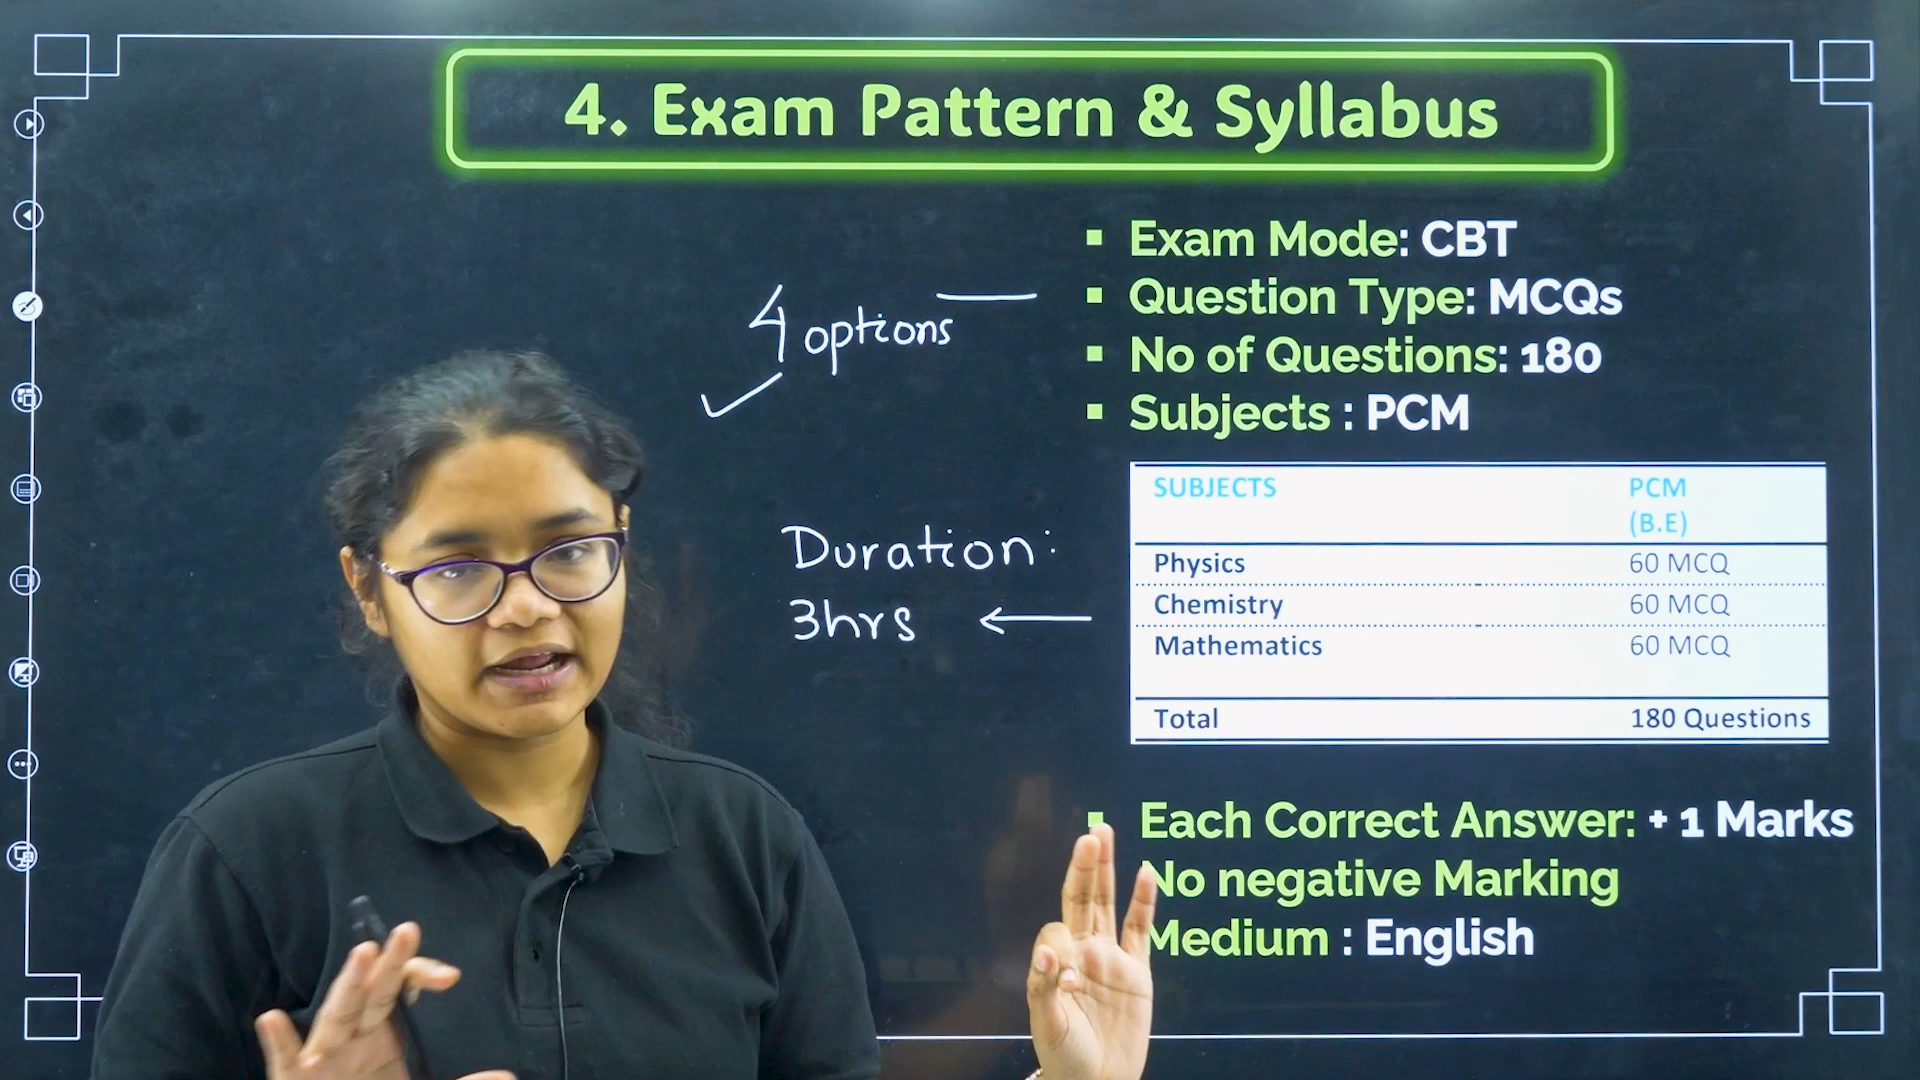 4. Exam Pattern & Syllabus
▪ Exam Mode: CBT
▪ Question Type: MCQs
4 options
▪ No of Questions: 180
▪ Subjects : PCM
SUBJECTS PCM
(B.E)
Physics 60 MCQ
Chemistry 60 MCQ
Mathematics 60 MCQ
Total 180 Questions
Duration:
3hrs
▪ Each Correct Answer: + 1 Marks
No negative Marking
Medium : English